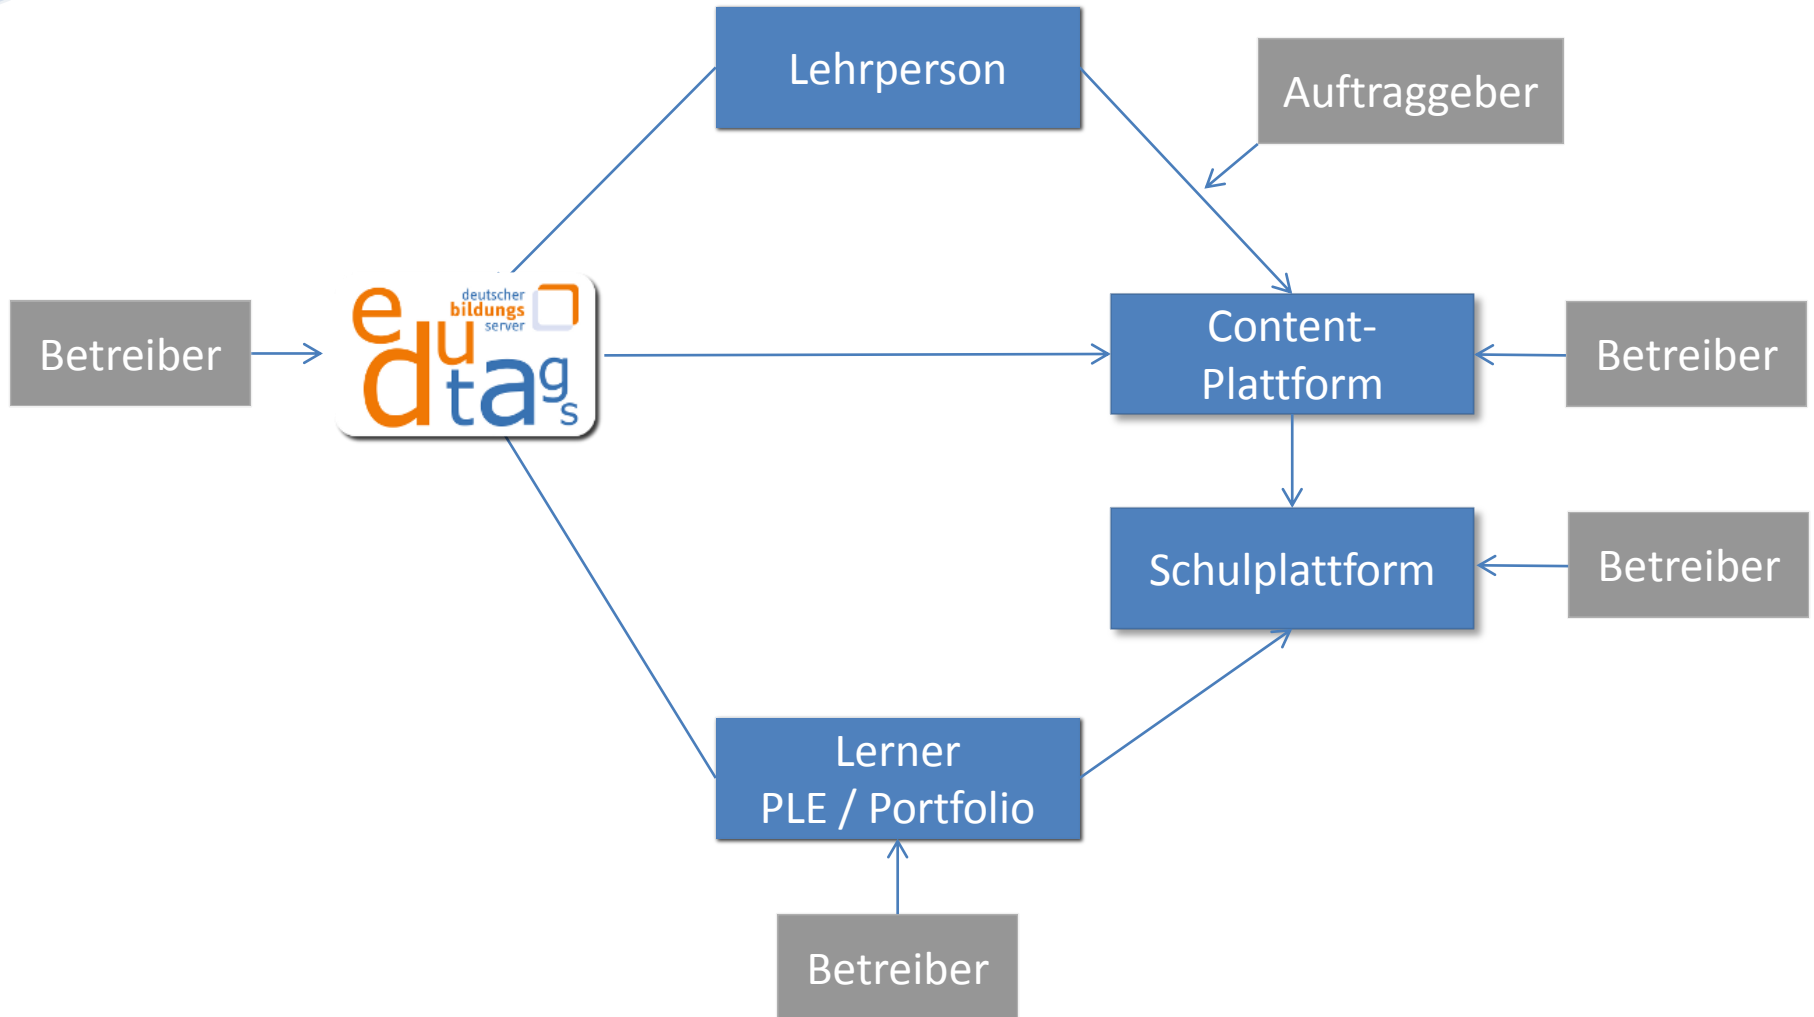 Lehrperson
Auftraggeber
Betreiber
edutags
deutscher
bildungs
server
Content-
Plattform
Betreiber
Schulplattform
Betreiber
Lerner
PLE / Portfolio
Betreiber